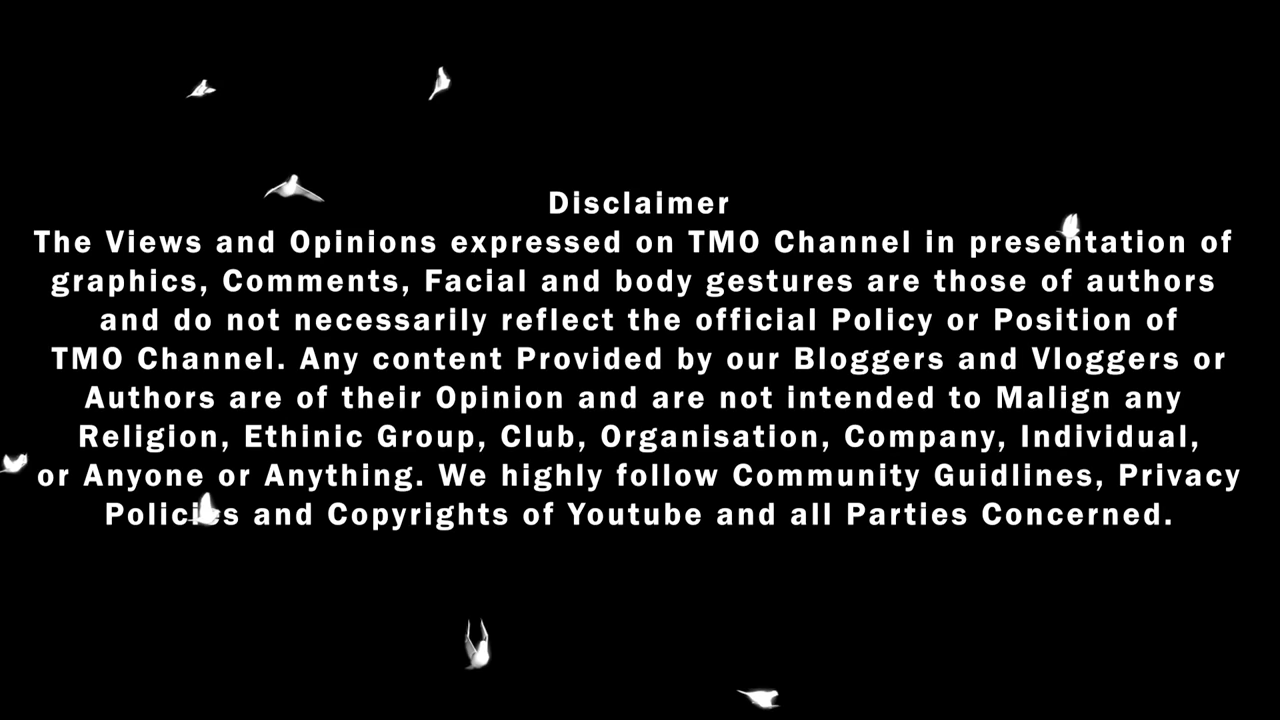 Disclaimer
The Views and Opinions expressed on TMO Channel in presentation of
graphics, Comments, Facial and body gestures are those of authors
and do not necessarily reflect the official Policy or Position of
TMO Channel. Any content Provided by our Bloggers and Vloggers or
Authors are of their Opinion and are not intended to Malign any
Religion, Ethinic Group, Club, Organisation, Company, Individual,
or Anyone or Anything. We highly follow Community Guidlines, Privacy
Policies and Copyrights of Youtube and all Parties Concerned.